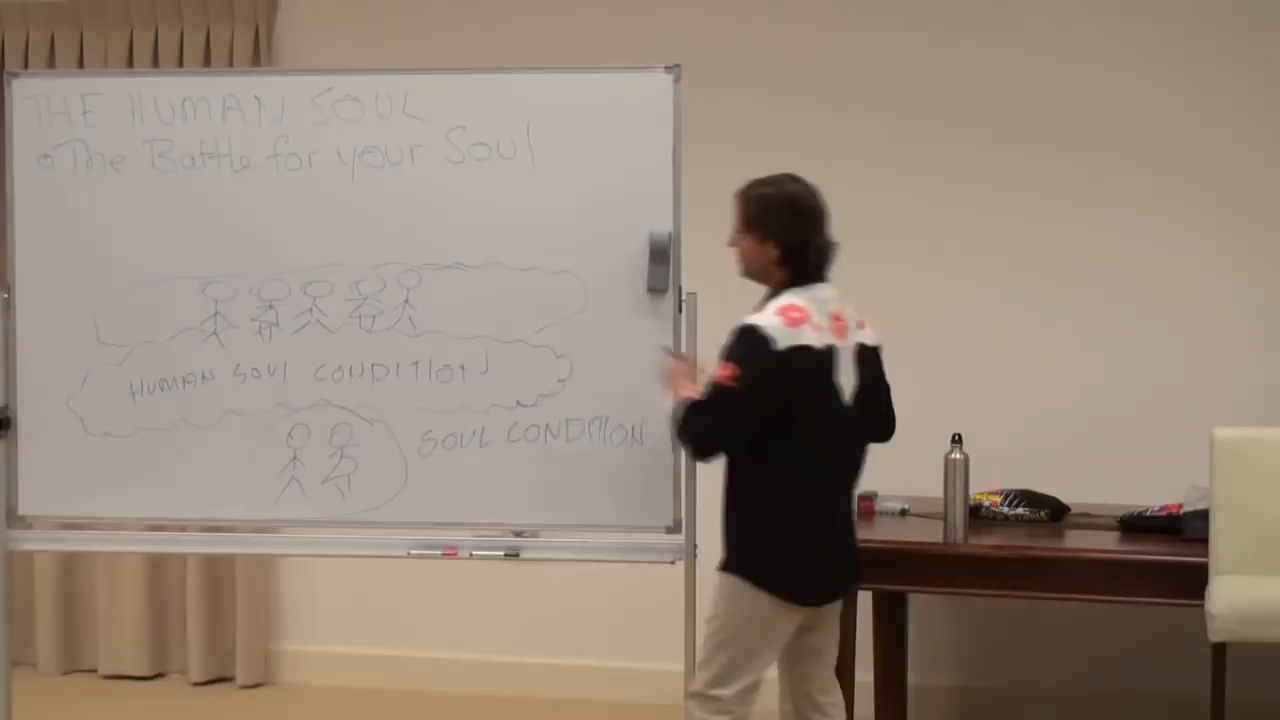 THE HUMAN SOUL
The Battle for your Soul
HUMAN SOUL CONDITION
SOUL CONDITION